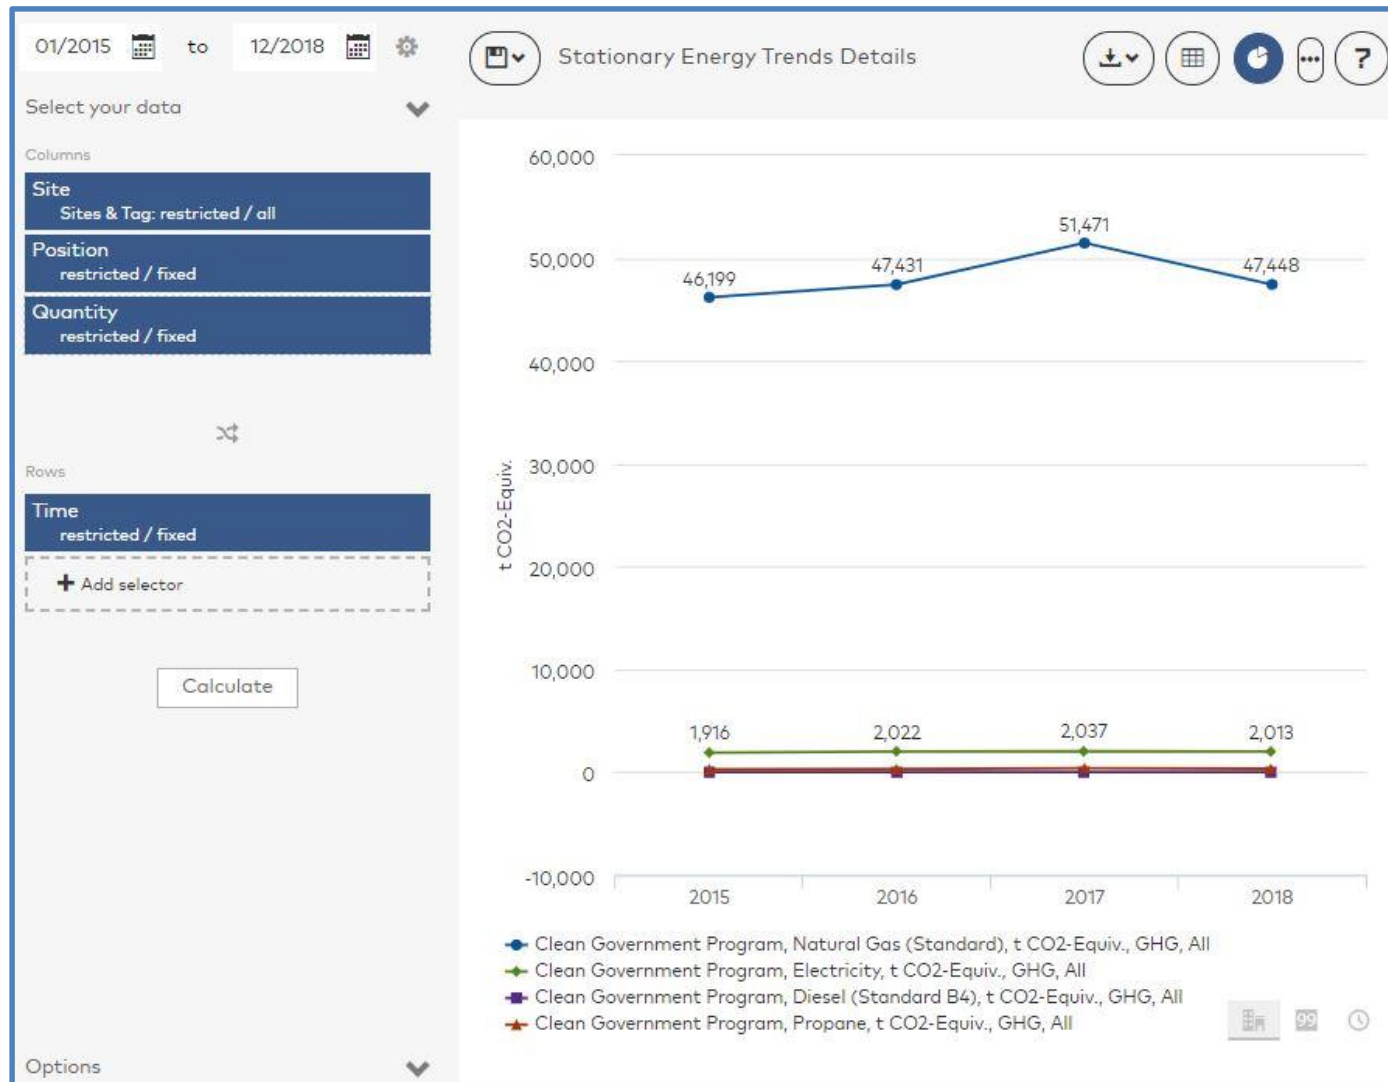 01/2015 to 12/2018
Stationary Energy Trends Details
?
Select your data
Columns
Site
Sites & Tag: restricted / all
Position
restricted / fixed
Quantity
restricted / fixed
Rows
Time
restricted / fixed
+ Add selector
Calculate
Options
60,000
50,000
40,000
30,000
20,000
10,000
0
-10,000
t CO2-Equiv.
46,199
47,431
51,471
47,448
1,916
2,022
2,037
2,013
2015
2016
2017
2018
Clean Government Program, Natural Gas (Standard), t CO2-Equiv., GHG, All
Clean Government Program, Electricity, t CO2-Equiv., GHG, All
Clean Government Program, Diesel (Standard B4), t CO2-Equiv., GHG, All
Clean Government Program, Propane, t CO2-Equiv., GHG, All
99